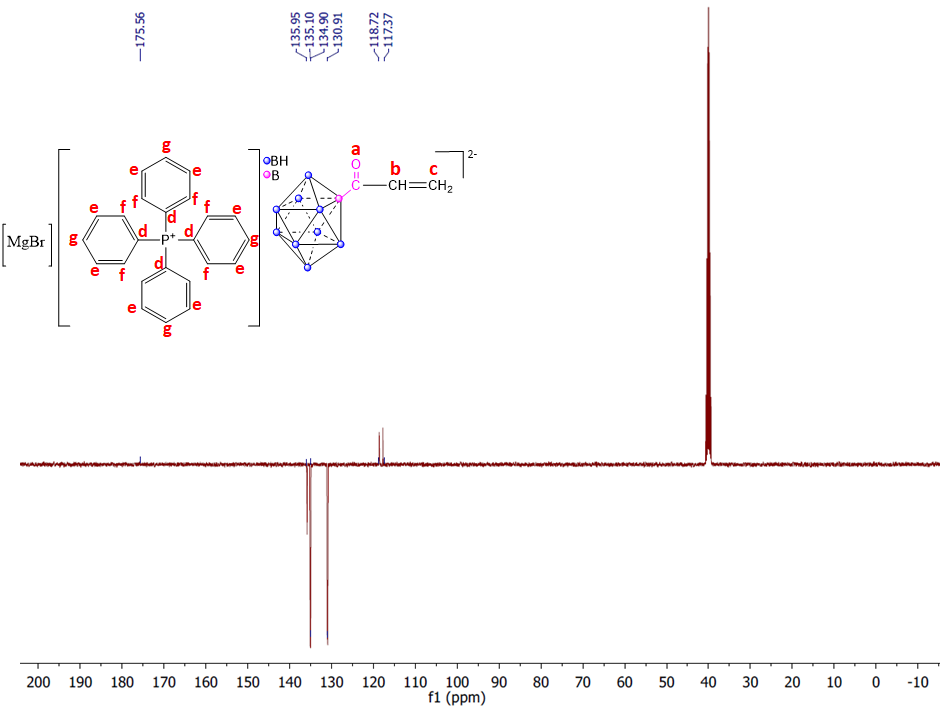 175.56
135.95
135.10
134.90
130.91
118.72
117.37
g
e
e
f
f
d
BH
B
a
O
C
b
CH
c
CH2
2-
[MgBr]
e
f
g
d
e
f
P+
d
f
e
g
f
e
d
e
e
g
200 190 180 170 160 150 140 130 120 110 100 90 80 70 60 50 40 30 20 10 0 -10
f1 (ppm)